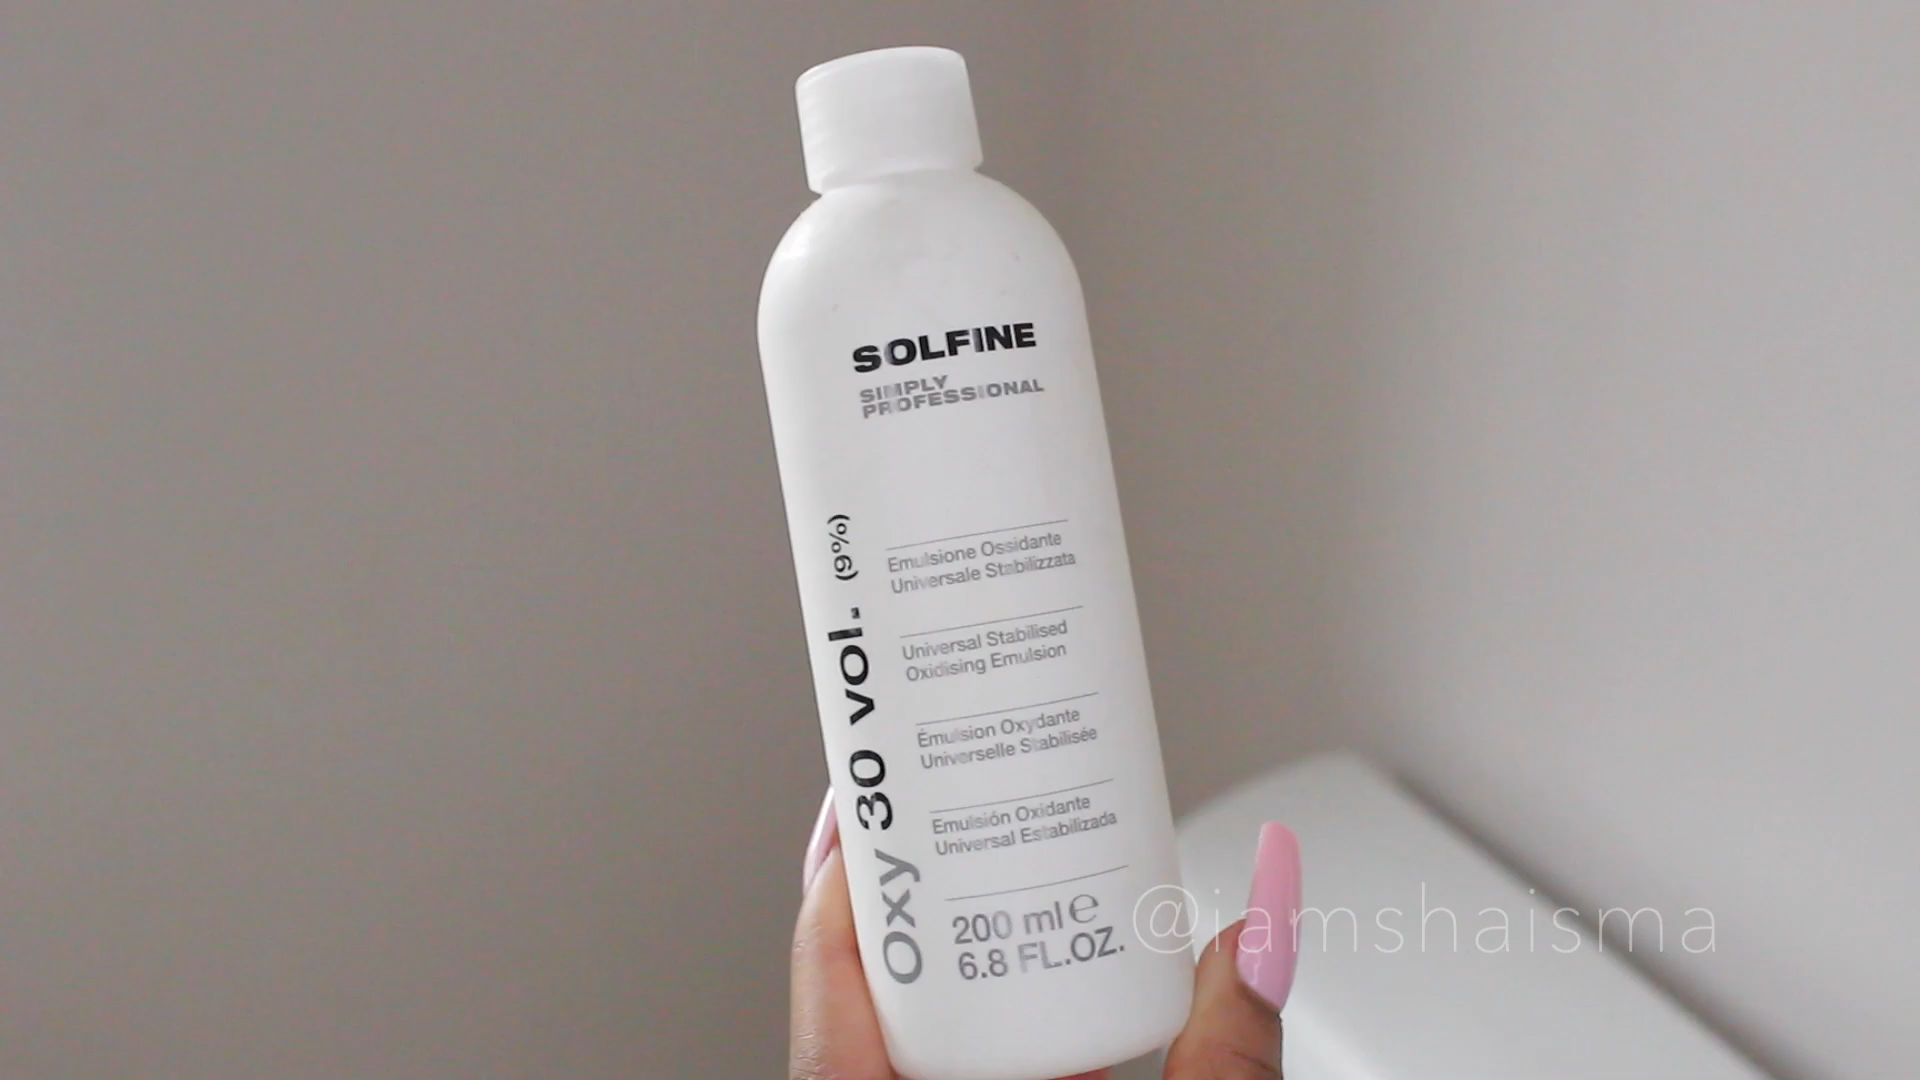 SOLFINE
SIMPLY
PROFESSIONAL
Oxy 30 vol. (9%)
Emulsione Ossidante
Universale Stabilizzata
Universal Stabilised
Oxidising Emulsion
Émulsion Oxydante
Universelle Stabilisée
Emulsión Oxidante
Universal Estabilizada
200 ml ℮
6.8 FL.OZ.
@iamshaisma